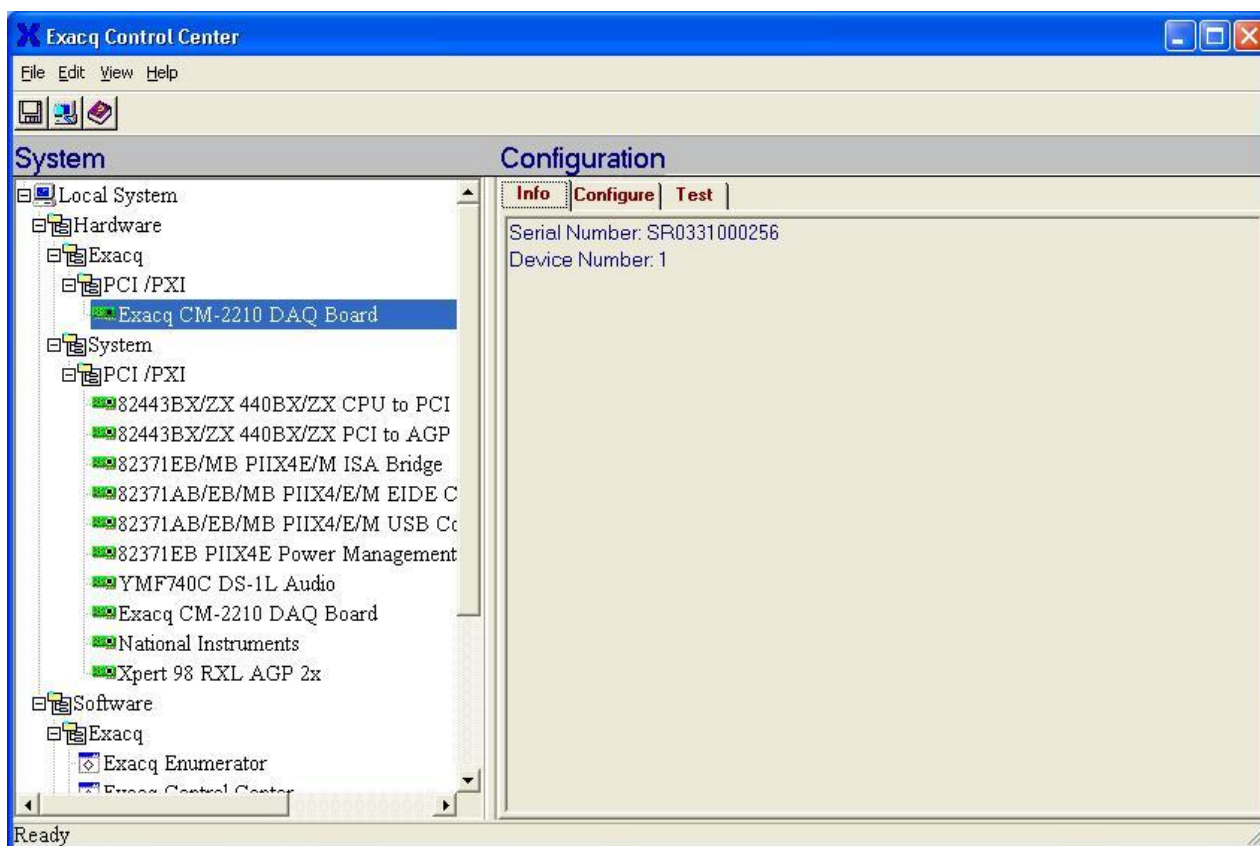 Exacq Control Center
File Edit View Help
System
Configuration
Local System
Hardware
Exacq
PCI /PXI
Exacq CM-2210 DAQ Board
System
PCI /PXI
82443BX/ZX 440BX/ZX CPU to PCI
82443BX/ZX 440BX/ZX PCI to AGP
82371EB/MB PIIX4E/M ISA Bridge
82371AB/EB/MB PIIX4/E/M EIDE C
82371AB/EB/MB PIIX4/E/M USB Co
82371EB PIIX4E Power Management
YMF740C DS-1L Audio
Exacq CM-2210 DAQ Board
National Instruments
Xpert 98 RXL AGP 2x
Software
Exacq
Exacq Enumerator
Exacq Control Center
Info Configure Test
Serial Number: SR0331000256
Device Number: 1
Ready